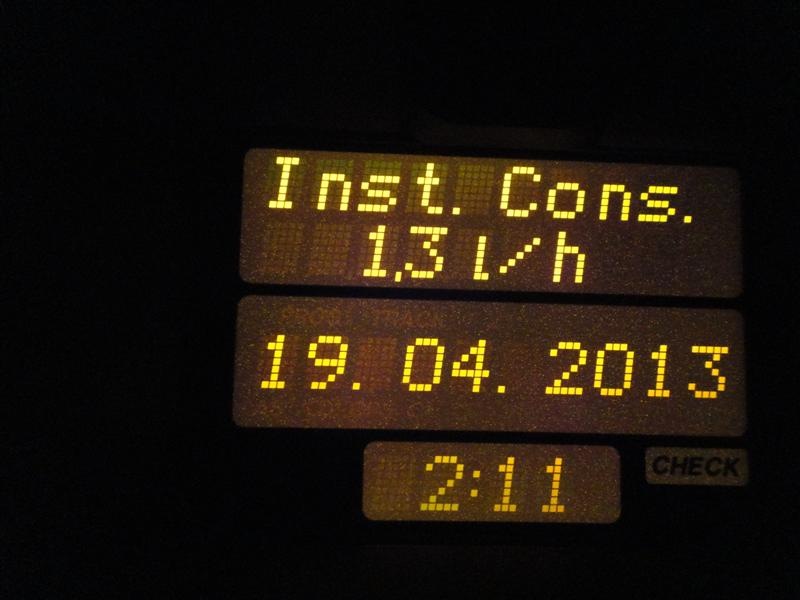 Inst. Cons.
1,3 l/h
19. 04. 2013
2:11
CHECK